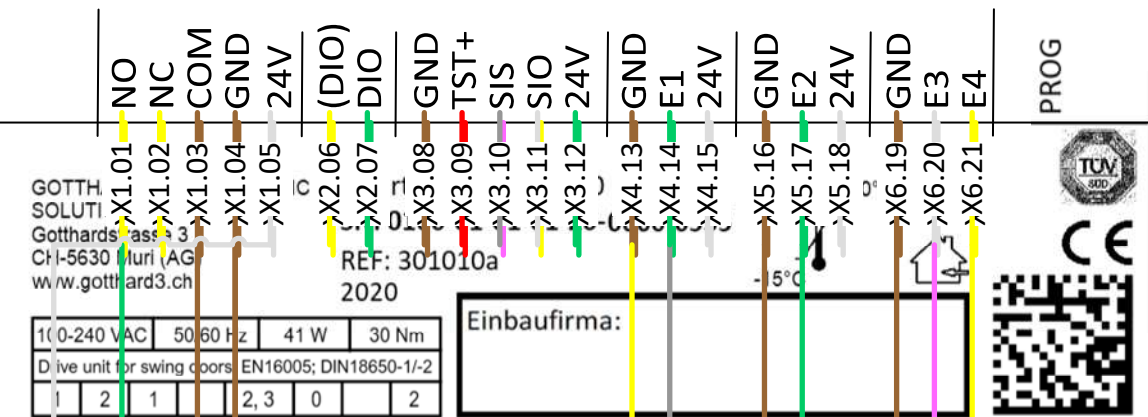 NO NC COM GND 24V (DIO) DIO GND TST+ SIS SIO 24V GND E1 24V GND E2 24V GND E3 E4 PROG
X1.01 X1.02 X1.03 X1.04 X1.05 X2.06 X2.07 X3.08 X3.09 X3.10 X3.11 X3.12 X4.13 X4.14 X4.15 X5.16 X5.17 X5.18 X6.19 X6.20 X6.21
TÜV
SÜD
GOTTH
SOLUTI
Gotthardstrasse 3
CH-5630 Muri (AG
www.gotthard3.ch
REF: 301010a
2020
-15°C
CE
100-240 VAC 50/60 Hz 41 W 30 Nm
Drive unit for swing doors EN16005; DIN18650-1/-2
1 2 1 2, 3 0 2
Einbaufirma: